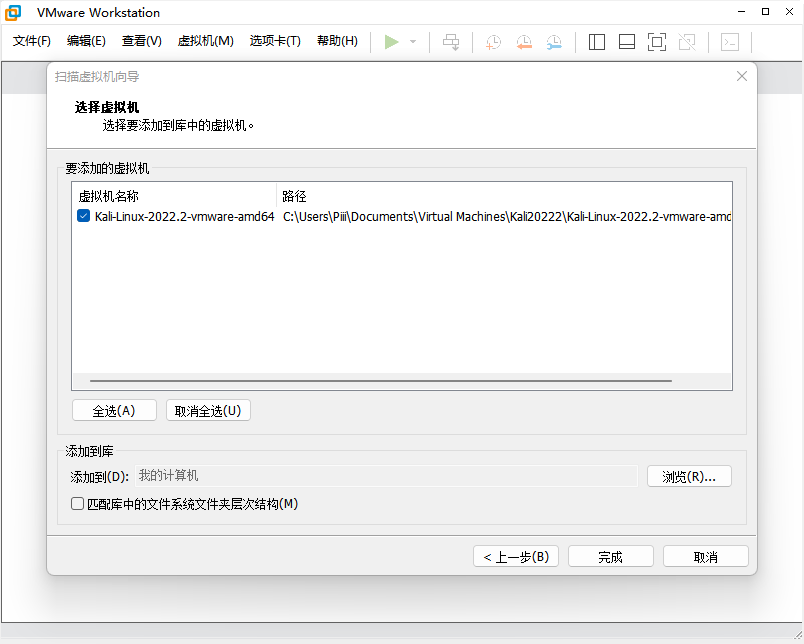 VMware Workstation
文件(F) 编辑(E) 查看(V) 虚拟机(M) 选项卡(T) 帮助(H)
扫描虚拟机向导
选择虚拟机
选择要添加到库中的虚拟机。
要添加的虚拟机
虚拟机名称 路径
Kali-Linux-2022.2-vmware-amd64 C:\Users\Piii\Documents\Virtual Machines\Kali20222\Kali-Linux-2022.2-vmware-amd
全选(A) 取消全选(U)
添加到库
添加到(D): 我的计算机 浏览(R)...
匹配库中的文件系统文件夹层次结构(M)
< 上一步(B) 完成 取消